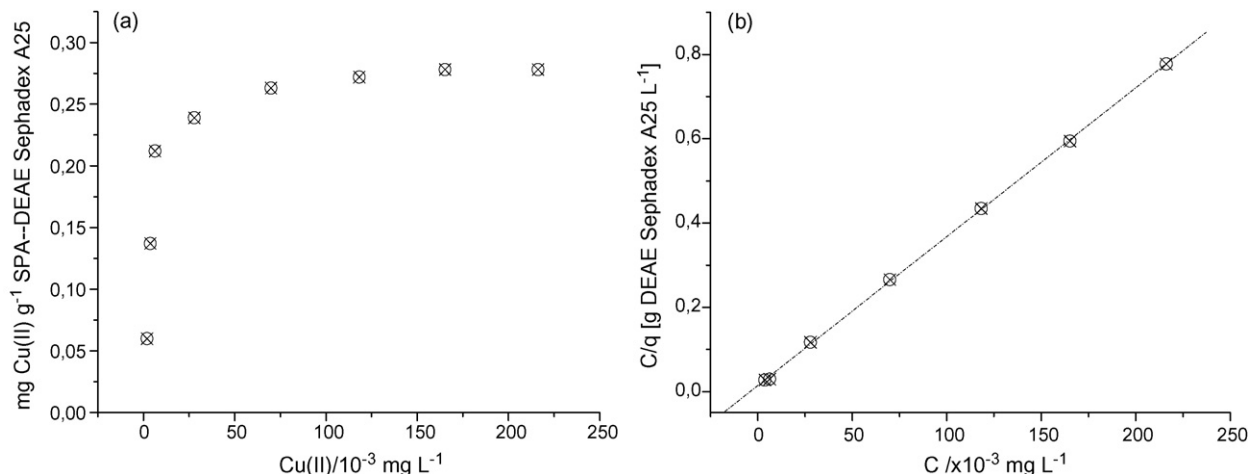 (a)
mg Cu(II) g⁻¹ SPA--DEAE Sephadex A25
0,30
0,25
0,20
0,15
0,10
0,05
0,00
0 50 100 150 200 250
Cu(II)/10⁻³ mg L⁻¹
(b)
C/q [g DEAE Sephadex A25 L⁻¹]
0,8
0,6
0,4
0,2
0,0
0 50 100 150 200 250
C /x10⁻³ mg L⁻¹